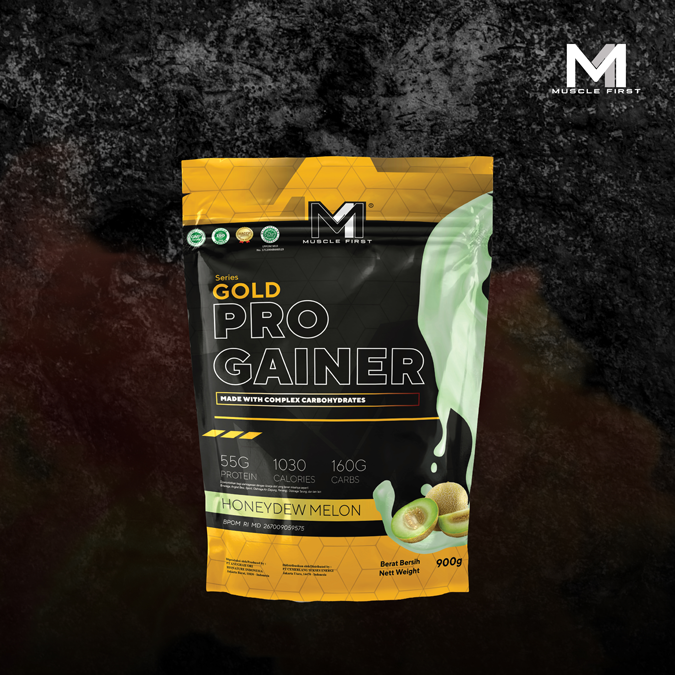 MUSCLE FIRST
MUSCLE FIRST
Series
GOLD
PRO
GAINER
MADE WITH COMPLEX CARBOHYDRATES
55G 1030 160G
PROTEIN CALORIES CARBS
HONEYDEW MELON
BPOM RI MD 267009059575
Berat Bersih
Nett Weight 900g